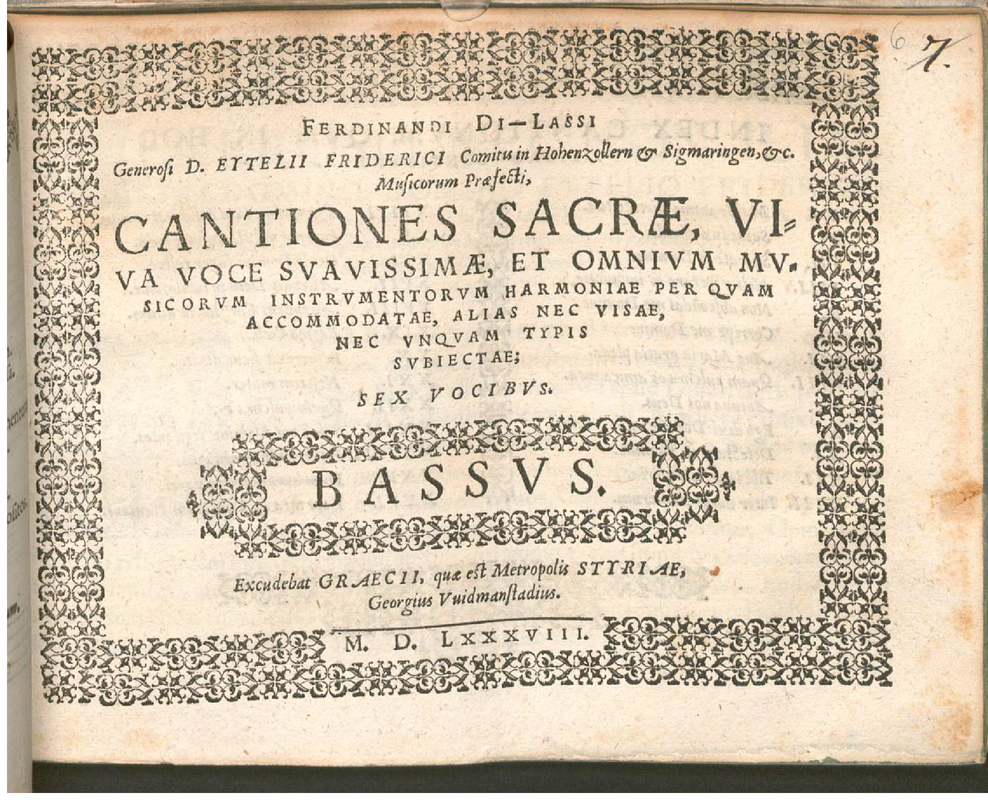 6 7.
FERDINANDI DI-LASSI
Generosi D. EYTELII FRIDERICI Comitis in Hohenzollern & Sigmaringen, &c.
Musicorum Præfecti,
CANTIONES SACRÆ, VI-
VA VOCE SVAVISSIMÆ, ET OMNIVM MV-
SICORVM INSTRVMENTORVM HARMONIAE PER QVAM
ACCOMMODATAE, ALIAS NEC VISAE,
NEC VNQVAM TYPIS
SVBIECTAE;
SEX VOCIBVS.
BASSVS.
Excudebat GRAECII, quæ est Metropolis STYRIAE,
Georgius Vuidmanstadius.
M. D. LXXXVIII.